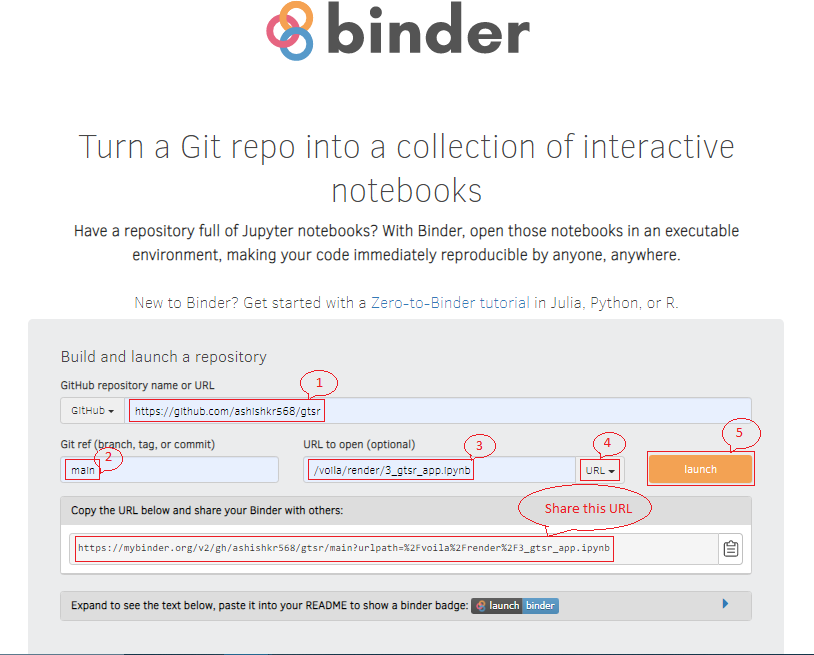 binder
Turn a Git repo into a collection of interactive
notebooks
Have a repository full of Jupyter notebooks? With Binder, open those notebooks in an executable
environment, making your code immediately reproducible by anyone, anywhere.
New to Binder? Get started with a Zero-to-Binder tutorial in Julia, Python, or R.
Build and launch a repository
1
GitHub repository name or URL
GitHub
https://github.com/ashishkr568/gtsr
Git ref (branch, tag, or commit)
2
URL to open (optional)
3
4
5
main
/voila/render/3_gtsr_app.ipynb
URL
launch
Copy the URL below and share your Binder with others:
Share this URL
https://mybinder.org/v2/gh/ashishkr568/gtsr/main?urlpath=%2Fvoila%2Frender%2F3_gtsr_app.ipynb
Expand to see the text below, paste it into your README to show a binder badge: launch binder